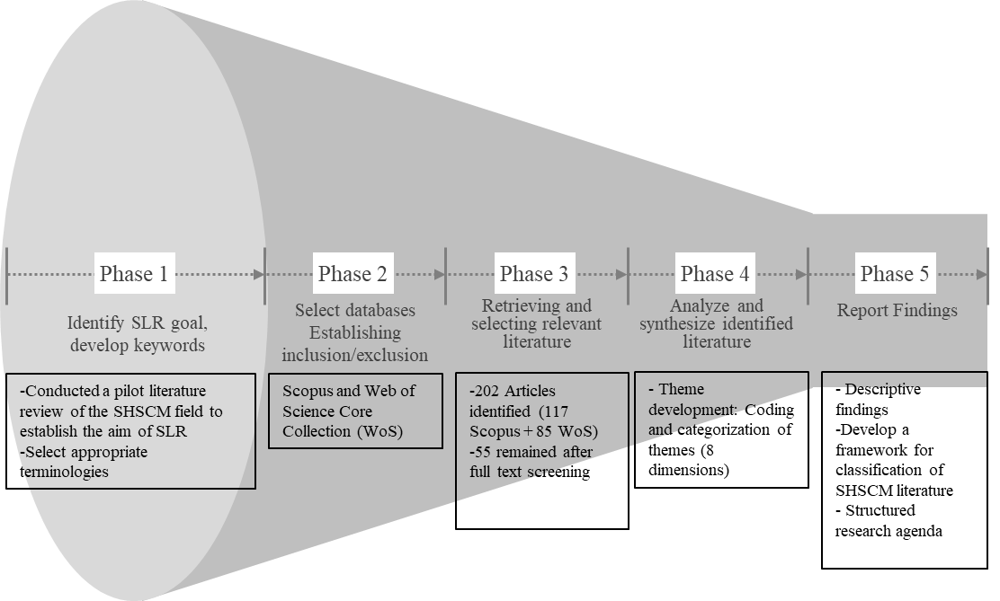 Phase 1
Identify SLR goal,
develop keywords
-Conducted a pilot literature
review of the SHSCM field to
establish the aim of SLR
-Select appropriate
terminologies
Phase 2
Select databases
Establishing
inclusion/exclusion
Scopus and Web of
Science Core
Collection (WoS)
Phase 3
Retrieving and
selecting relevant
literature
-202 Articles
identified (117
Scopus + 85 WoS)
-55 remained after
full text screening
Phase 4
Analyze and
synthesize identified
literature
- Theme
development: Coding
and categorization of
themes (8
dimensions)
Phase 5
Report Findings
- Descriptive
findings
-Develop a
framework for
classification of
SHSCM literature
- Structured
research agenda